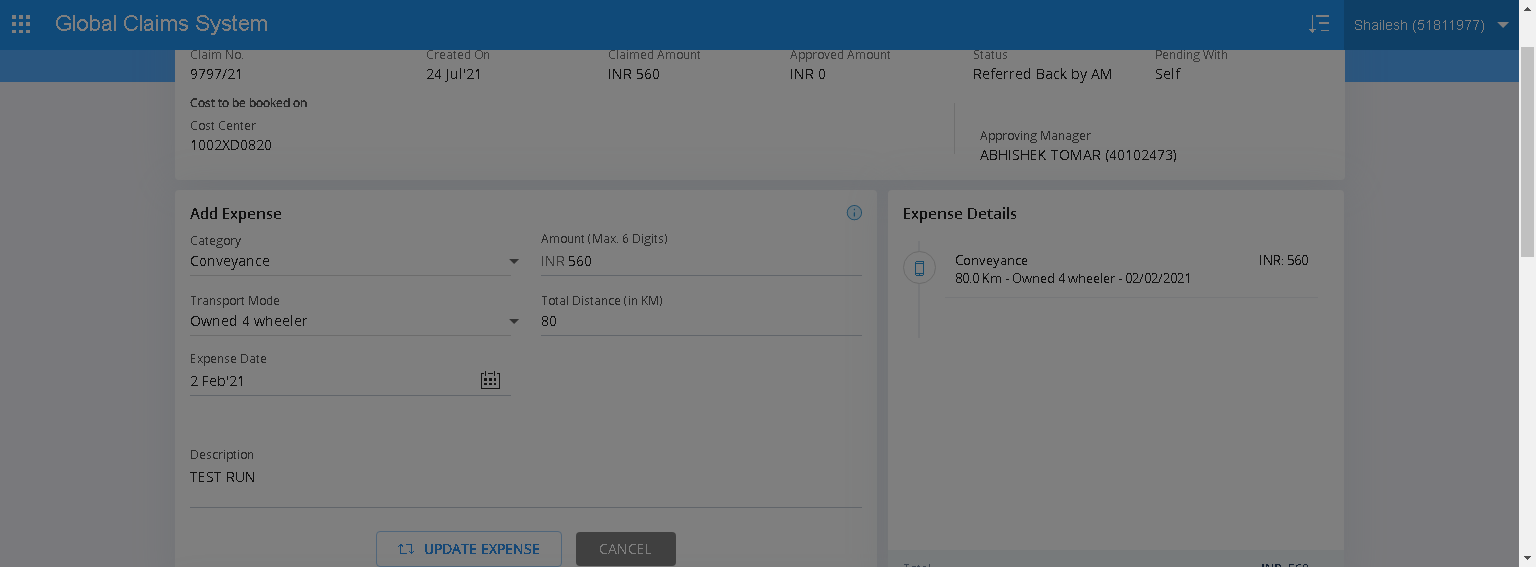 Global Claims System
Shailesh (51811977)
Claim No.
Created On
Claimed Amount
Approved Amount
Status
Pending With
9797/21
24 Jul'21
INR 560
INR 0
Referred Back by AM
Self
Cost to be booked on
Cost Center
1002XD0820
Approving Manager
ABHISHEK TOMAR (40102473)
Add Expense
Category
Conveyance
Amount (Max. 6 Digits)
INR 560
Transport Mode
Owned 4 wheeler
Total Distance (in KM)
80
Expense Date
2 Feb'21
Description
TEST RUN
UPDATE EXPENSE
CANCEL
Expense Details
Conveyance
INR: 560
80.0 Km - Owned 4 wheeler - 02/02/2021
Total
INR: 560